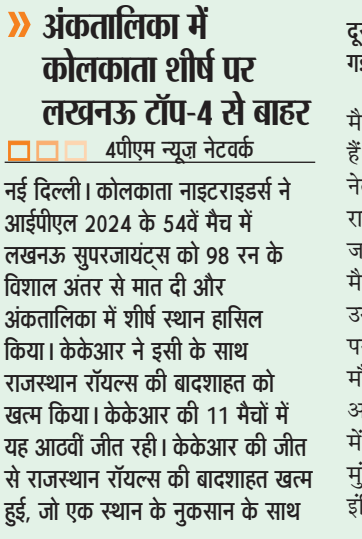 » अंकतालिका में
कोलकाता शीर्ष पर
लखनऊ टॉप-4 से बाहर
4पीएम न्यूज़ नेटवर्क
नई दिल्ली। कोलकाता नाइटराइडर्स ने
आईपीएल 2024 के 54वें मैच में
लखनऊ सुपरजायंट्स को 98 रन के
विशाल अंतर से मात दी और
अंकतालिका में शीर्ष स्थान हासिल
किया। केकेआर ने इसी के साथ
राजस्थान रॉयल्स की बादशाहत को
खत्म किया। केकेआर की 11 मैचों में
यह आठवीं जीत रही। केकेआर की जीत
से राजस्थान रॉयल्स की बादशाहत खत्म
हुई, जो एक स्थान के नुकसान के साथ